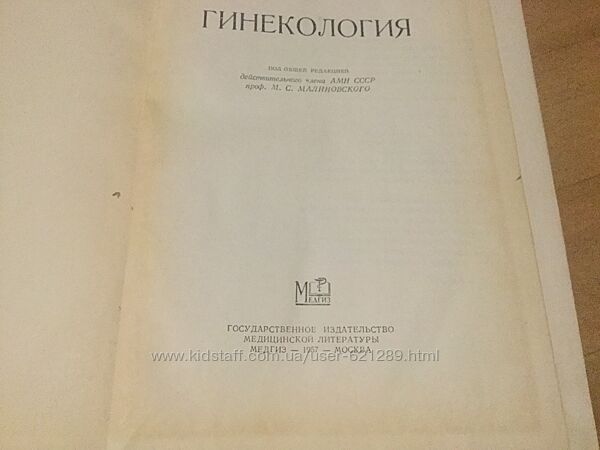 ГИНЕКОЛОГИЯ
ПОД ОБЩЕЙ РЕДАКЦИЕЙ
действительного члена АМН СССР
проф. М. С. МАЛИНОВСКОГО
МЕДГИЗ
ГОСУДАРСТВЕННОЕ ИЗДАТЕЛЬСТВО
МЕДИЦИНСКОЙ ЛИТЕРАТУРЫ
МЕДГИЗ — 1957 — МОСКВА
www.kidstaff.com.ua/user-621289.html